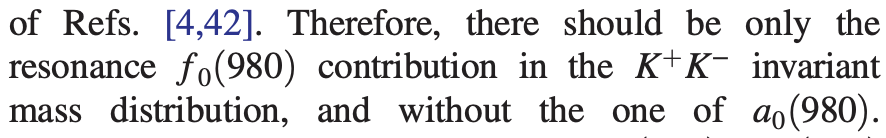 of Refs. [4,42]. Therefore, there should be only the
resonance f₀(980) contribution in the K⁺K⁻ invariant
mass distribution, and without the one of a₀(980).